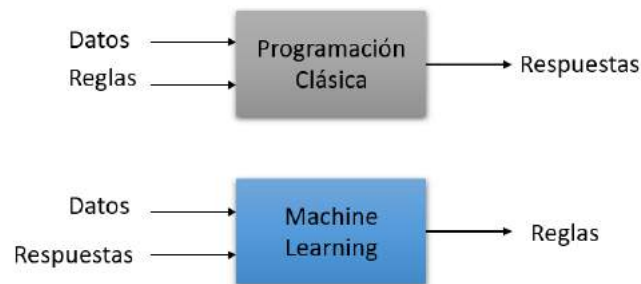 Datos
Reglas
Programación
Clásica
Respuestas
Datos
Respuestas
Machine
Learning
Reglas